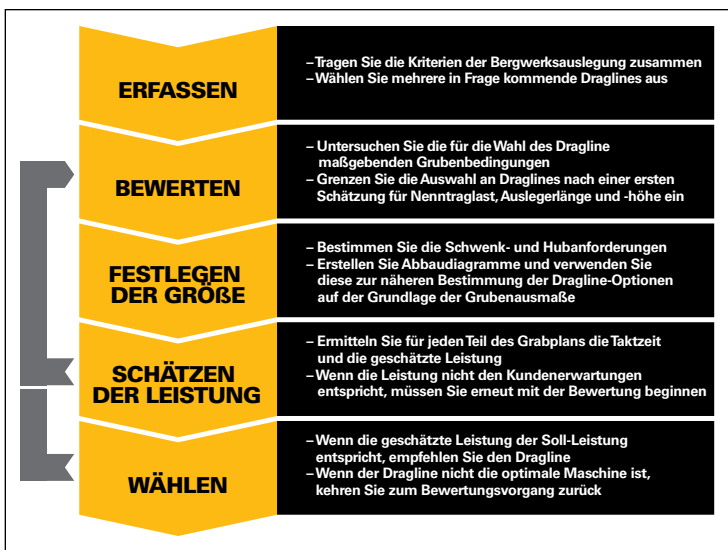 ERFASSEN
– Tragen Sie die Kriterien der Bergwerksauslegung zusammen
– Wählen Sie mehrere in Frage kommende Draglines aus
BEWERTEN
– Untersuchen Sie die für die Wahl des Dragline
maßgebenden Grubenbedingungen
– Grenzen Sie die Auswahl an Draglines nach einer ersten
Schätzung für Nenntraglast, Auslegerlänge und -höhe ein
FESTLEGEN
DER GRÖßE
– Bestimmen Sie die Schwenk- und Hubanforderungen
– Erstellen Sie Abbaudiagramme und verwenden Sie
diese zur näheren Bestimmung der Dragline-Optionen
auf der Grundlage der Grubenausmaße
SCHÄTZEN
DER LEISTUNG
– Ermitteln Sie für jeden Teil des Grabplans die Taktzeit
und die geschätzte Leistung
– Wenn die Leistung nicht den Kundenerwartungen
entspricht, müssen Sie erneut mit der Bewertung beginnen
WÄHLEN
– Wenn die geschätzte Leistung der Soll-Leistung
entspricht, empfehlen Sie den Dragline
– Wenn der Dragline nicht die optimale Maschine ist,
kehren Sie zum Bewertungsvorgang zurück